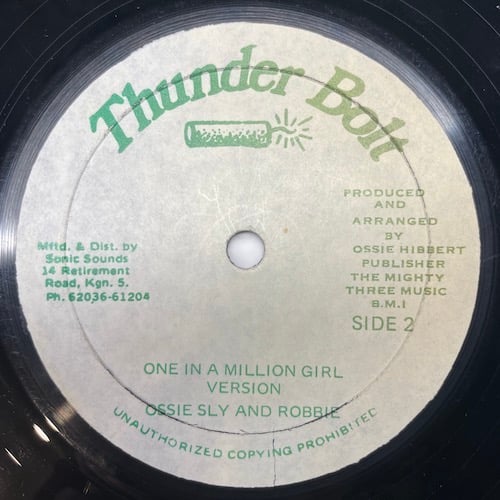 Thunder Bolt
PRODUCED
AND
ARRANGED
BY
OSSIE HIBBERT
PUBLISHER
THE MIGHTY
THREE MUSIC
B.M.I
SIDE 2
Mftd. & Dist. by
Sonic Sounds
14 Retirement
Road, Kgn. 5.
Ph. 62036-61204
ONE IN A MILLION GIRL
VERSION
OSSIE SLY AND ROBBIE
UNAUTHORIZED COPYING PROHIBITED